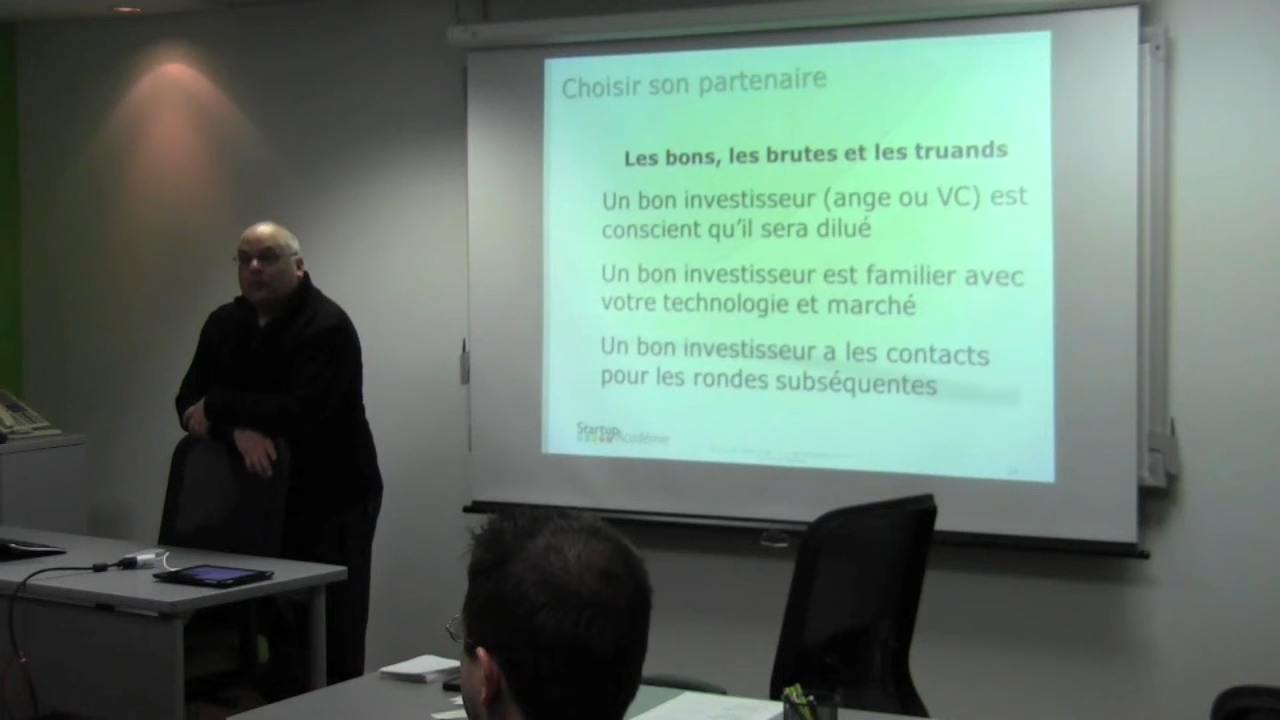 Choisir son partenaire
Les bons, les brutes et les truands
Un bon investisseur (ange ou VC) est
conscient qu'il sera dilué
Un bon investisseur est familier avec
votre technologie et marché
Un bon investisseur a les contacts
pour les rondes subséquentes
Startup
Académie